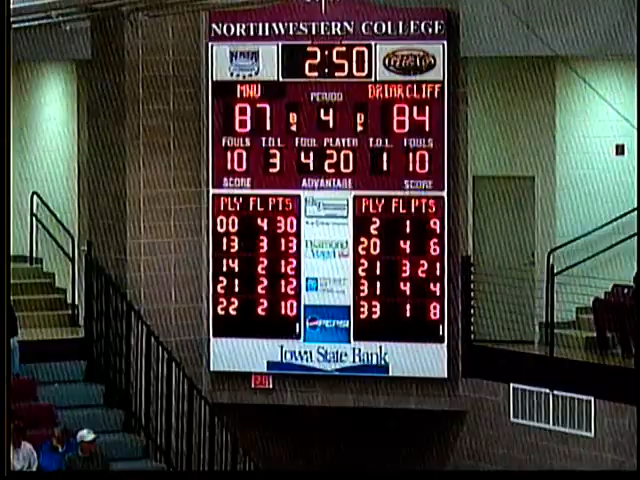 NORTHWESTERN COLLEGE
2:50
MNU PERIOD BRIARCLIFF
87 4 84
FOULS T.O.L. FOUL PLAYER T.O.L. FOULS
10 3 4 20 1 10
SCORE ADVANTAGE SCORE
PLY FL PTS PLY FL PTS
00 4 30 2 1 9
13 3 13 20 4 6
14 2 12 21 3 21
21 2 12 31 4 4
22 2 10 33 1 8
1 1
PEPSI
Iowa State Bank